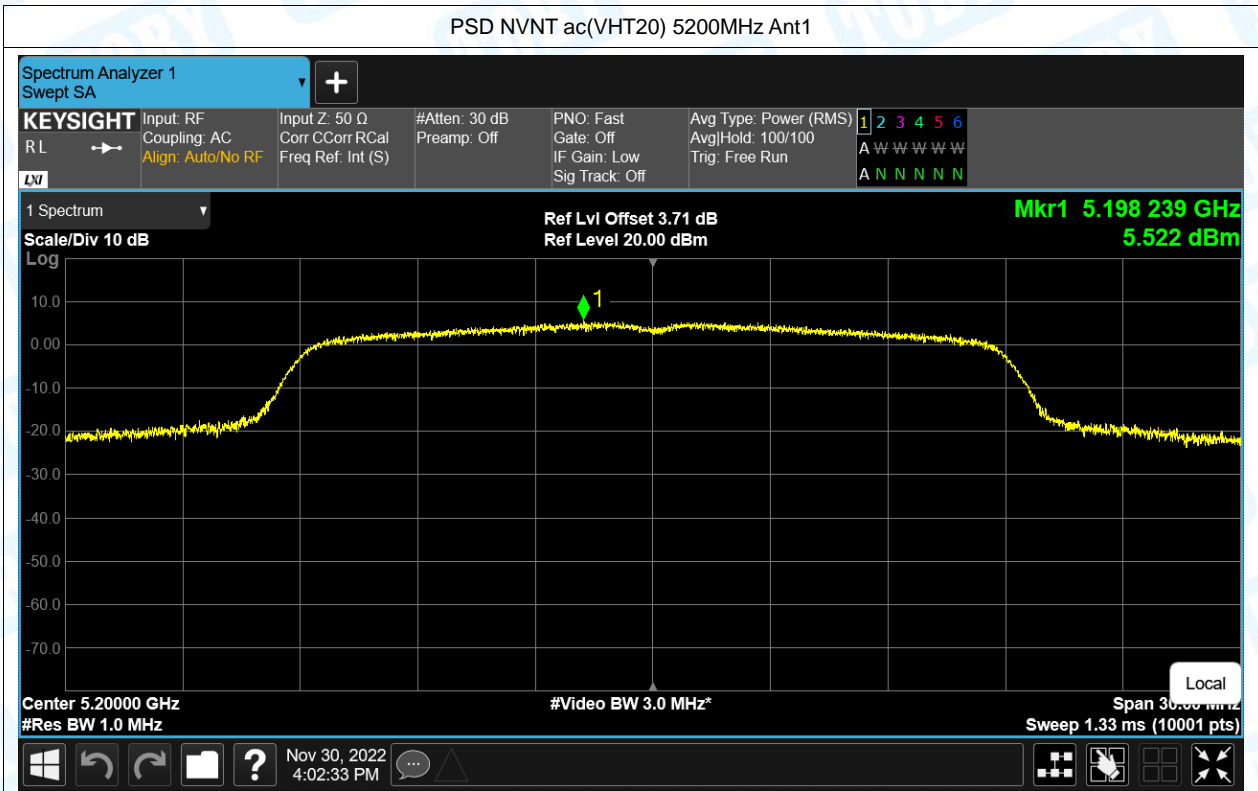 PSD NVNT ac(VHT20) 5200MHz Ant1
Spectrum Analyzer 1
Swept SA
KEYSIGHT
RL
LXI
Input: RF
Coupling: AC
Align: Auto/No RF
Input Z: 50 Ω
Corr CCorr RCal
Freq Ref: Int (S)
#Atten: 30 dB
Preamp: Off
PNO: Fast
Gate: Off
IF Gain: Low
Sig Track: Off
Avg Type: Power (RMS)
Avg|Hold: 100/100
Trig: Free Run
1 2 3 4 5 6
A W W W W W
A N N N N N
1 Spectrum
Scale/Div 10 dB
Ref Lvl Offset 3.71 dB
Ref Level 20.00 dBm
Mkr1 5.198 239 GHz
5.522 dBm
Log
1
10.0
0.00
-10.0
-20.0
-30.0
-40.0
-50.0
-60.0
-70.0
Local
Center 5.20000 GHz
#Video BW 3.0 MHz*
Span 30.00 MHz
#Res BW 1.0 MHz
Sweep 1.33 ms (10001 pts)
?
Nov 30, 2022
4:02:33 PM